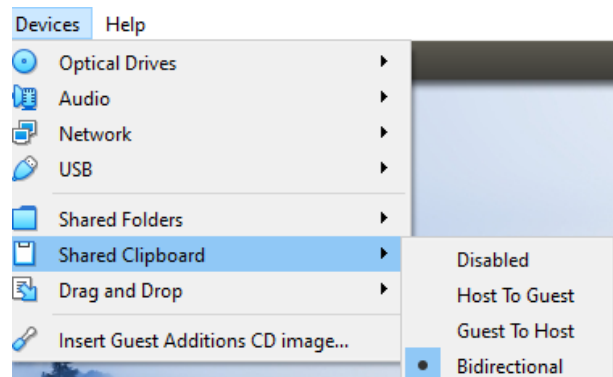 Devices Help
Optical Drives
Audio
Network
USB
Shared Folders
Shared Clipboard
Drag and Drop
Insert Guest Additions CD image...
Disabled
Host To Guest
Guest To Host
Bidirectional